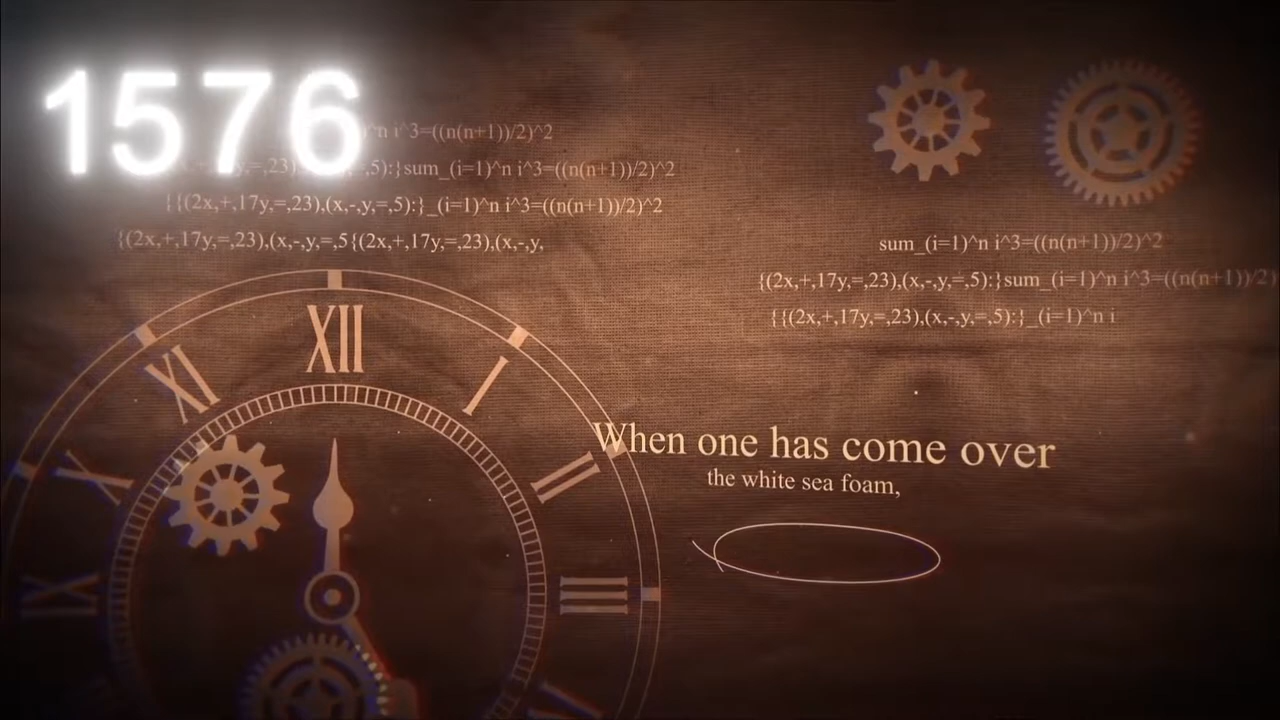 1576
^n i^3=((n(n+1))/2)^2
y,=,23),   ,5):}sum_(i=1)^n i^3=((n(n+1))/2)^2
{{(2x,+,17y,=,23),(x,-,y,=,5):}_(i=1)^n i^3=((n(n+1))/2)^2
{(2x,+,17y,=,23),(x,-,y,=,5{(2x,+,17y,=,23),(x,-,y,
sum_(i=1)^n i^3=((n(n+1))/2)^2
{(2x,+,17y,=,23),(x,-,y,=,5):}sum_(i=1)^n i^3=((n(n+1))/2)
{{(2x,+,17y,=,23),(x,-,y,=,5):}_(i=1)^n i
XII
XI
I
X
II
IX
III
When one has come over
the white sea foam,